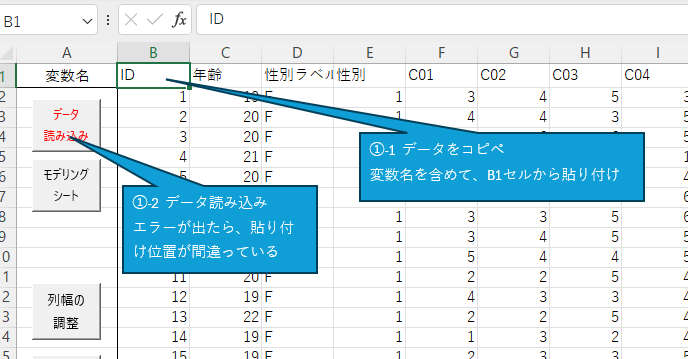 B1 fx ID
A B C D E F G H I
1 変数名 ID 年齢 性別ラベル 性別 C01 C02 C03 C04
2 1 19 F 1 3 4 5
3 データ 2 20 F 1 4 4 3 5
4 読み込み 3 20 F
5 4 21 F
6 モデリング 5 20 F
シート
①-1 データをコピペ
変数名を含めて、B1セルから貼り付け
①-2 データ読み込み
エラーが出たら、貼り付
け位置が間違っている
8 1 3 3 5 6
9 1 3 4 5 5
0 1 5 4 4 5
1 11 20 F 1 2 2 5 4
2 列幅の 12 19 F 1 4 3 3 4
3 調整 13 22 F 1 2 2 5 4
4 14 19 F 1 1 3 2 4
5 15 19 F 1 2 3 3